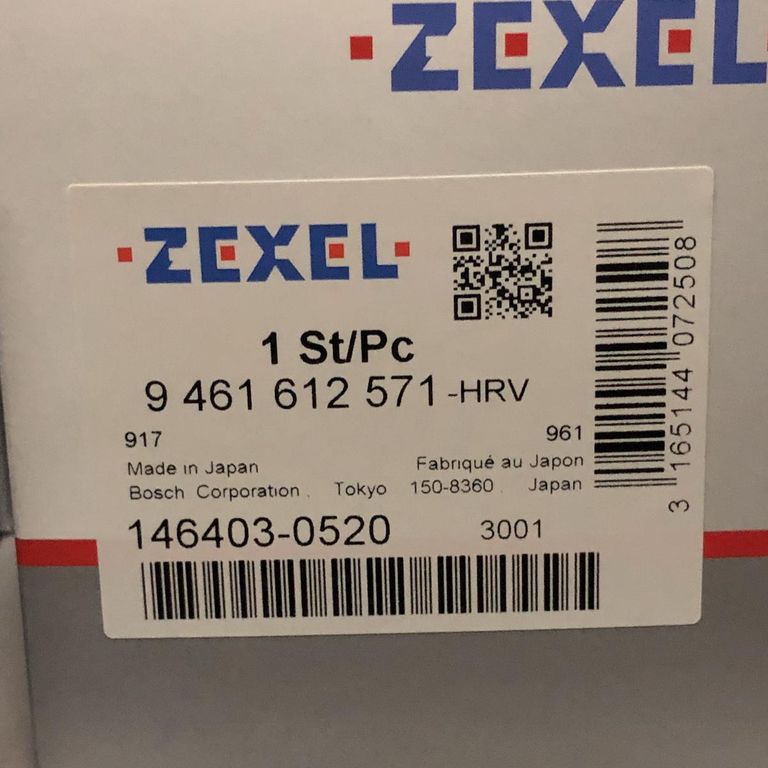 ZEXEL
ZEXEL
1 St/Pc
9 461 612 571 -HRV
917
961
Made in Japan
Fabriqué au Japon
Bosch Corporation , Tokyo 150-8360 , Japan
146403-0520 3001
3 165144 072508